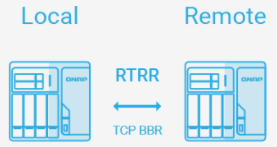 Local
Remote
RTRR
QNAP
QNAP
TCP BBR